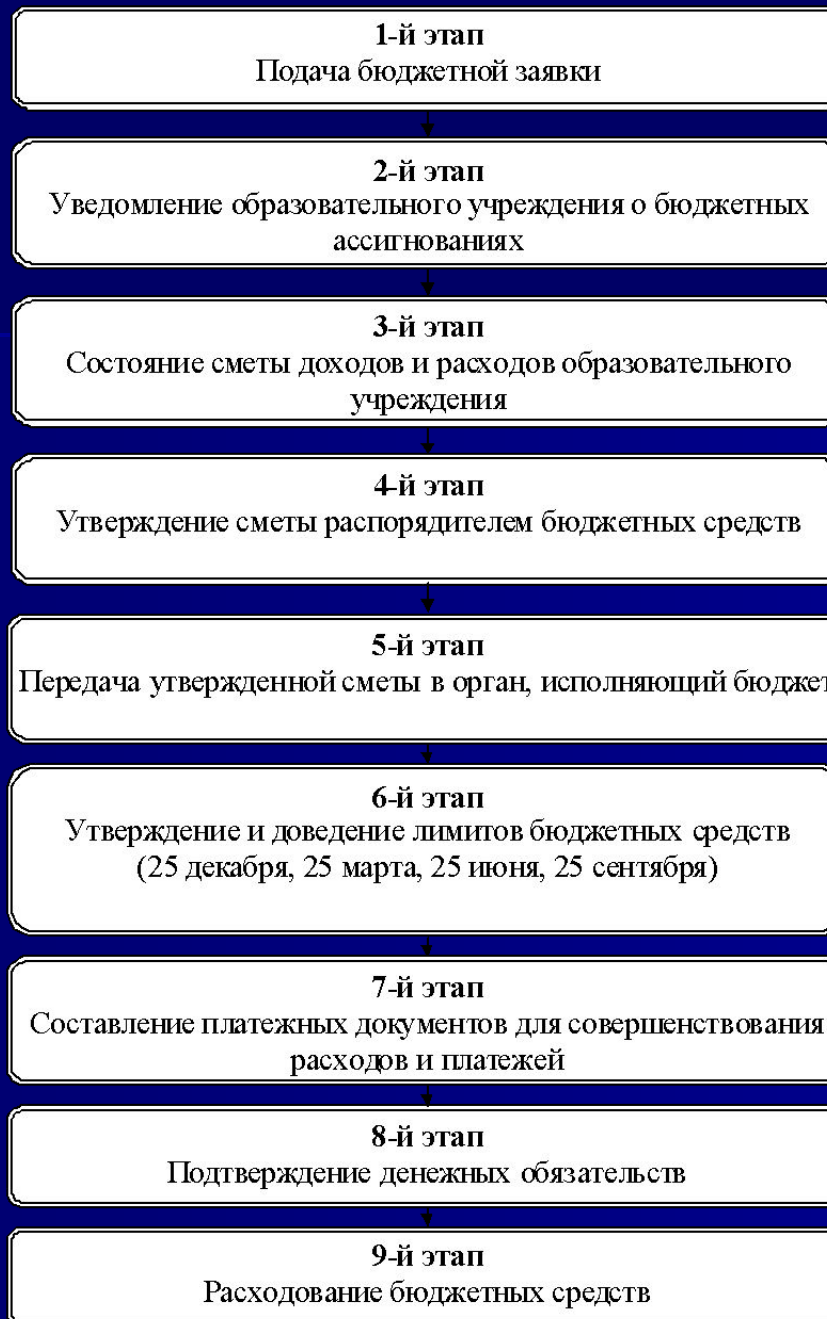 1-й этап
Подача бюджетной заявки
2-й этап
Уведомление образовательного учреждения о бюджетных
ассигнованиях
3-й этап
Состояние сметы доходов и расходов образовательного
учреждения
4-й этап
Утверждение сметы распорядителем бюджетных средств
5-й этап
Передача утвержденной сметы в орган, исполняющий бюджет
6-й этап
Утверждение и доведение лимитов бюджетных средств
(25 декабря, 25 марта, 25 июня, 25 сентября)
7-й этап
Составление платежных документов для совершенствования
расходов и платежей
8-й этап
Подтверждение денежных обязательств
9-й этап
Расходование бюджетных средств